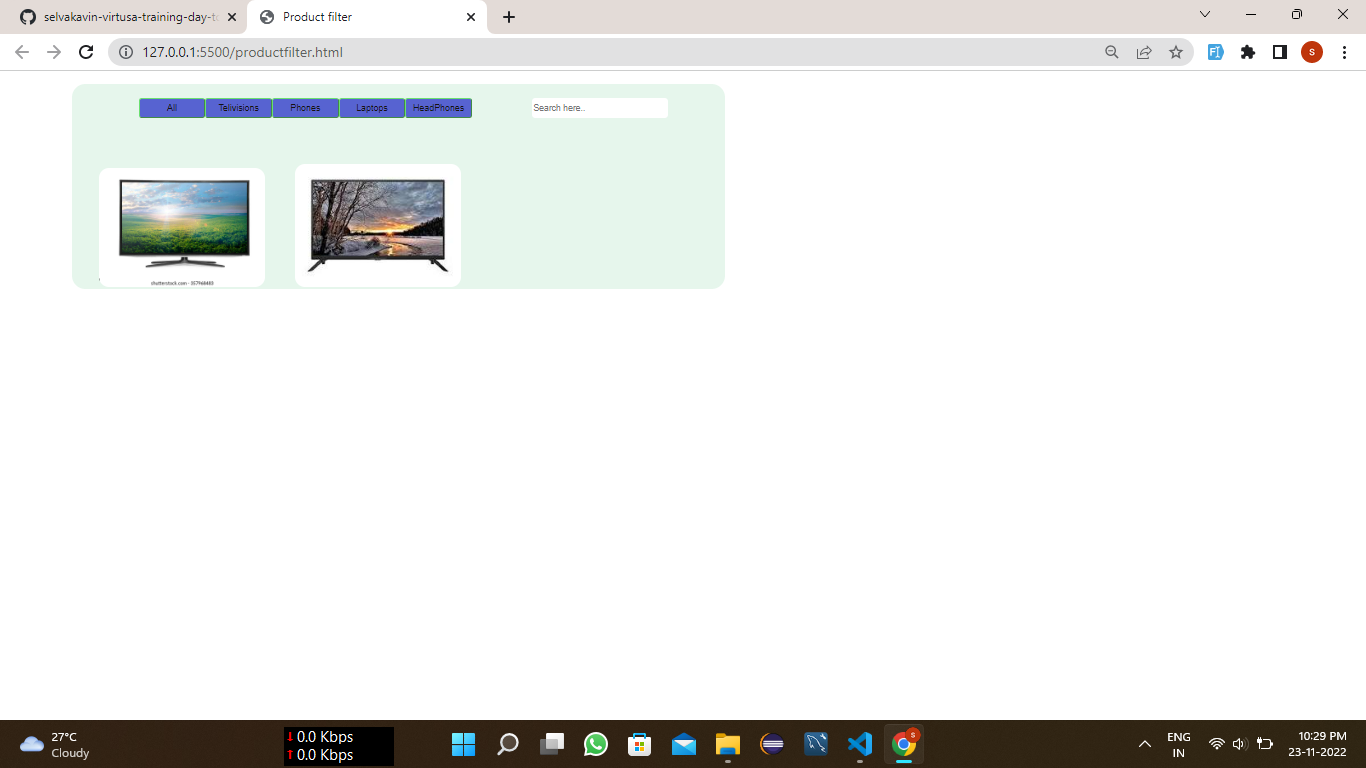 selvakavin-virtusa-training-day-t
Product filter
127.0.0.1:5500/productfilter.html
S
All
Tellvisions
Phones
Laptops
HeadPhones
Search here..
shutterstock.com · 357968483
27°C
Cloudy
0.0 Kbps
0.0 Kbps
S
ENG
IN
10:29 PM
23-11-2022